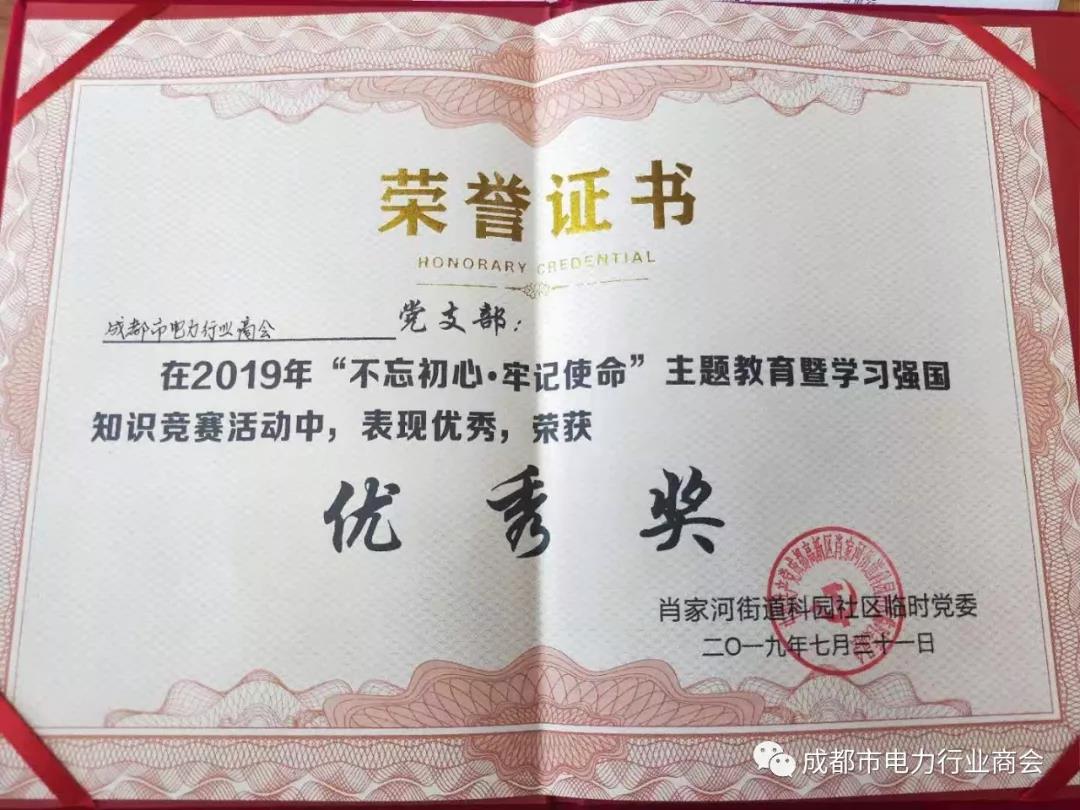 荣誉证书
HONORARY CREDENTIAL
成都市电力行业商会 党支部：
在2019年“不忘初心·牢记使命”主题教育暨学习强国
知识竞赛活动中，表现优秀，荣获
优秀奖
肖家河街道科园社区临时党委
二〇一九年七月三十一日
成都市电力行业商会